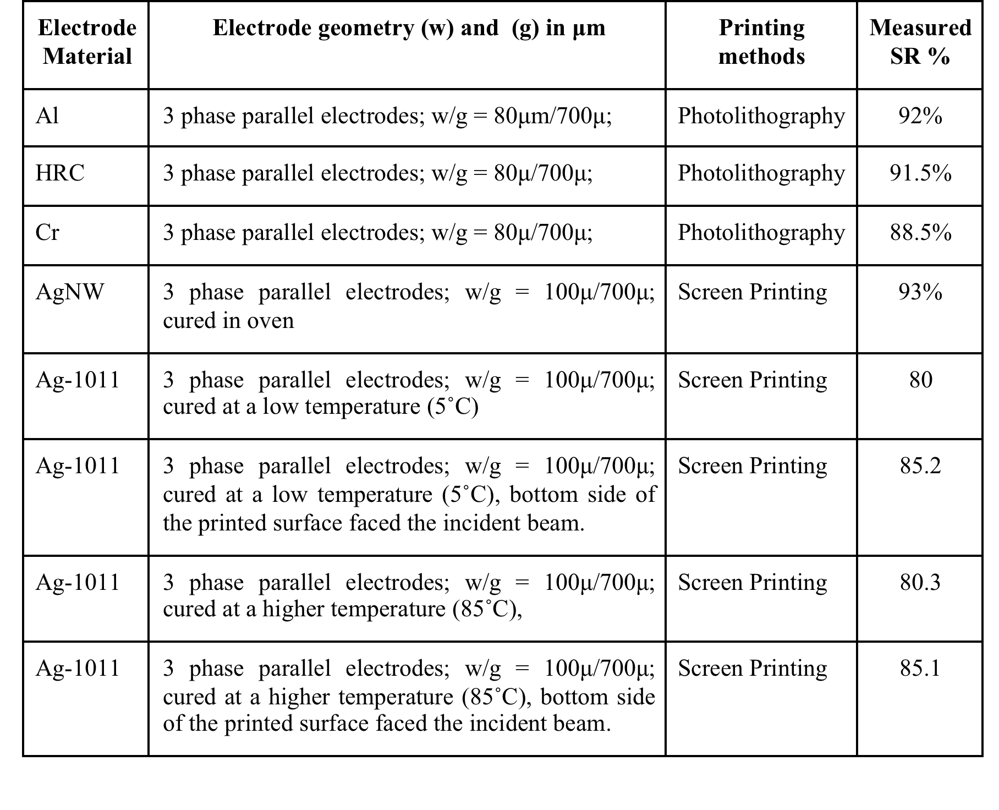 Electrode Material
Electrode geometry (w) and (g) in μm
Printing methods
Measured SR %
Al
3 phase parallel electrodes; w/g = 80μm/700μ;
Photolithography
92%
HRC
3 phase parallel electrodes; w/g = 80μ/700μ;
Photolithography
91.5%
Cr
3 phase parallel electrodes; w/g = 80μ/700μ;
Photolithography
88.5%
AgNW
3 phase parallel electrodes; w/g = 100μ/700μ;
cured in oven
Screen Printing
93%
Ag-1011
3 phase parallel electrodes; w/g = 100μ/700μ;
cured at a low temperature (5˚C)
Screen Printing
80
Ag-1011
3 phase parallel electrodes; w/g = 100μ/700μ;
cured at a low temperature (5˚C), bottom side of
the printed surface faced the incident beam.
Screen Printing
85.2
Ag-1011
3 phase parallel electrodes; w/g = 100μ/700μ;
cured at a higher temperature (85˚C),
Screen Printing
80.3
Ag-1011
3 phase parallel electrodes; w/g = 100μ/700μ;
cured at a higher temperature (85˚C), bottom side
of the printed surface faced the incident beam.
Screen Printing
85.1